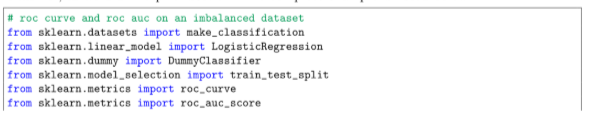 # roc curve and roc auc on an imbalanced dataset
from sklearn.datasets import make_classification
from sklearn.linear_model import LogisticRegression
from sklearn.dummy import DummyClassifier
from sklearn.model_selection import train_test_split
from sklearn.metrics import roc_curve
from sklearn.metrics import roc_auc_score